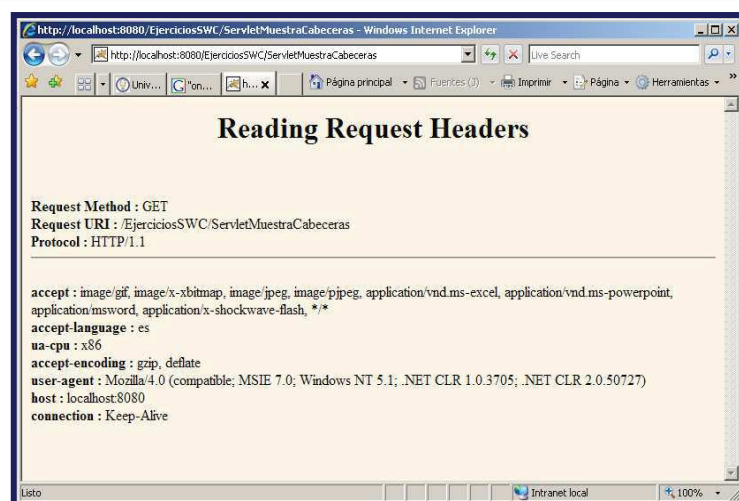 http://localhost:8080/EjerciciosSWC/ServletMuestraCabeceras - Windows Internet Explorer
http://localhost:8080/EjerciciosSWC/ServletMuestraCabeceras
Live Search
Univ... "on... h... x Página principal Fuentes (J) Imprimir Página Herramientas »
Reading Request Headers
Request Method : GET
Request URI : /EjerciciosSWC/ServletMuestraCabeceras
Protocol : HTTP/1.1
accept : image/gif, image/x-xbitmap, image/jpeg, image/pjpeg, application/vnd.ms-excel, application/vnd.ms-powerpoint,
application/msword, application/x-shockwave-flash, */*
accept-language : es
ua-cpu : x86
accept-encoding : gzip, deflate
user-agent : Mozilla/4.0 (compatible; MSIE 7.0; Windows NT 5.1; .NET CLR 1.0.3705; .NET CLR 2.0.50727)
host : localhost:8080
connection : Keep-Alive
Listo Intranet local 100%